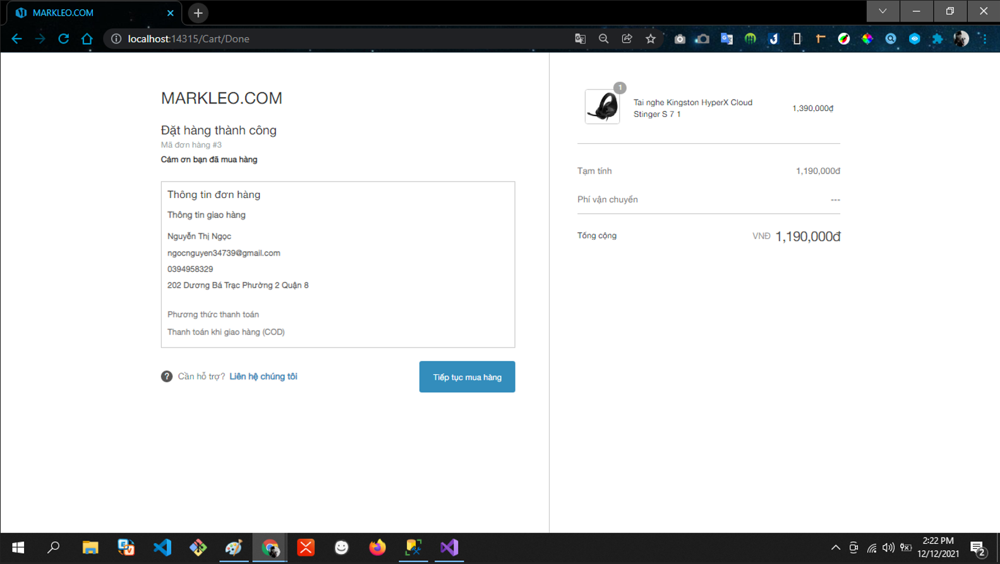 MARKLEO.COM
localhost:14315/Cart/Done
MARKLEO.COM
Đặt hàng thành công
Mã đơn hàng #3
Cảm ơn bạn đã mua hàng
Thông tin đơn hàng
Thông tin giao hàng
Nguyễn Thị Ngọc
ngocnguyen34739@gmail.com
0394958329
202 Dương Bá Trạc Phường 2 Quận 8
Phương thức thanh toán
Thanh toán khi giao hàng (COD)
? Cần hỗ trợ? Liên hệ chúng tôi
Tiếp tục mua hàng
1
Tai nghe Kingston HyperX Cloud
Stinger S 7 1
1,390,000₫
Tạm tính 1,190,000đ
Phí vận chuyển ---
Tổng cộng VNĐ 1,190,000đ
2:22 PM
12/12/2021
2